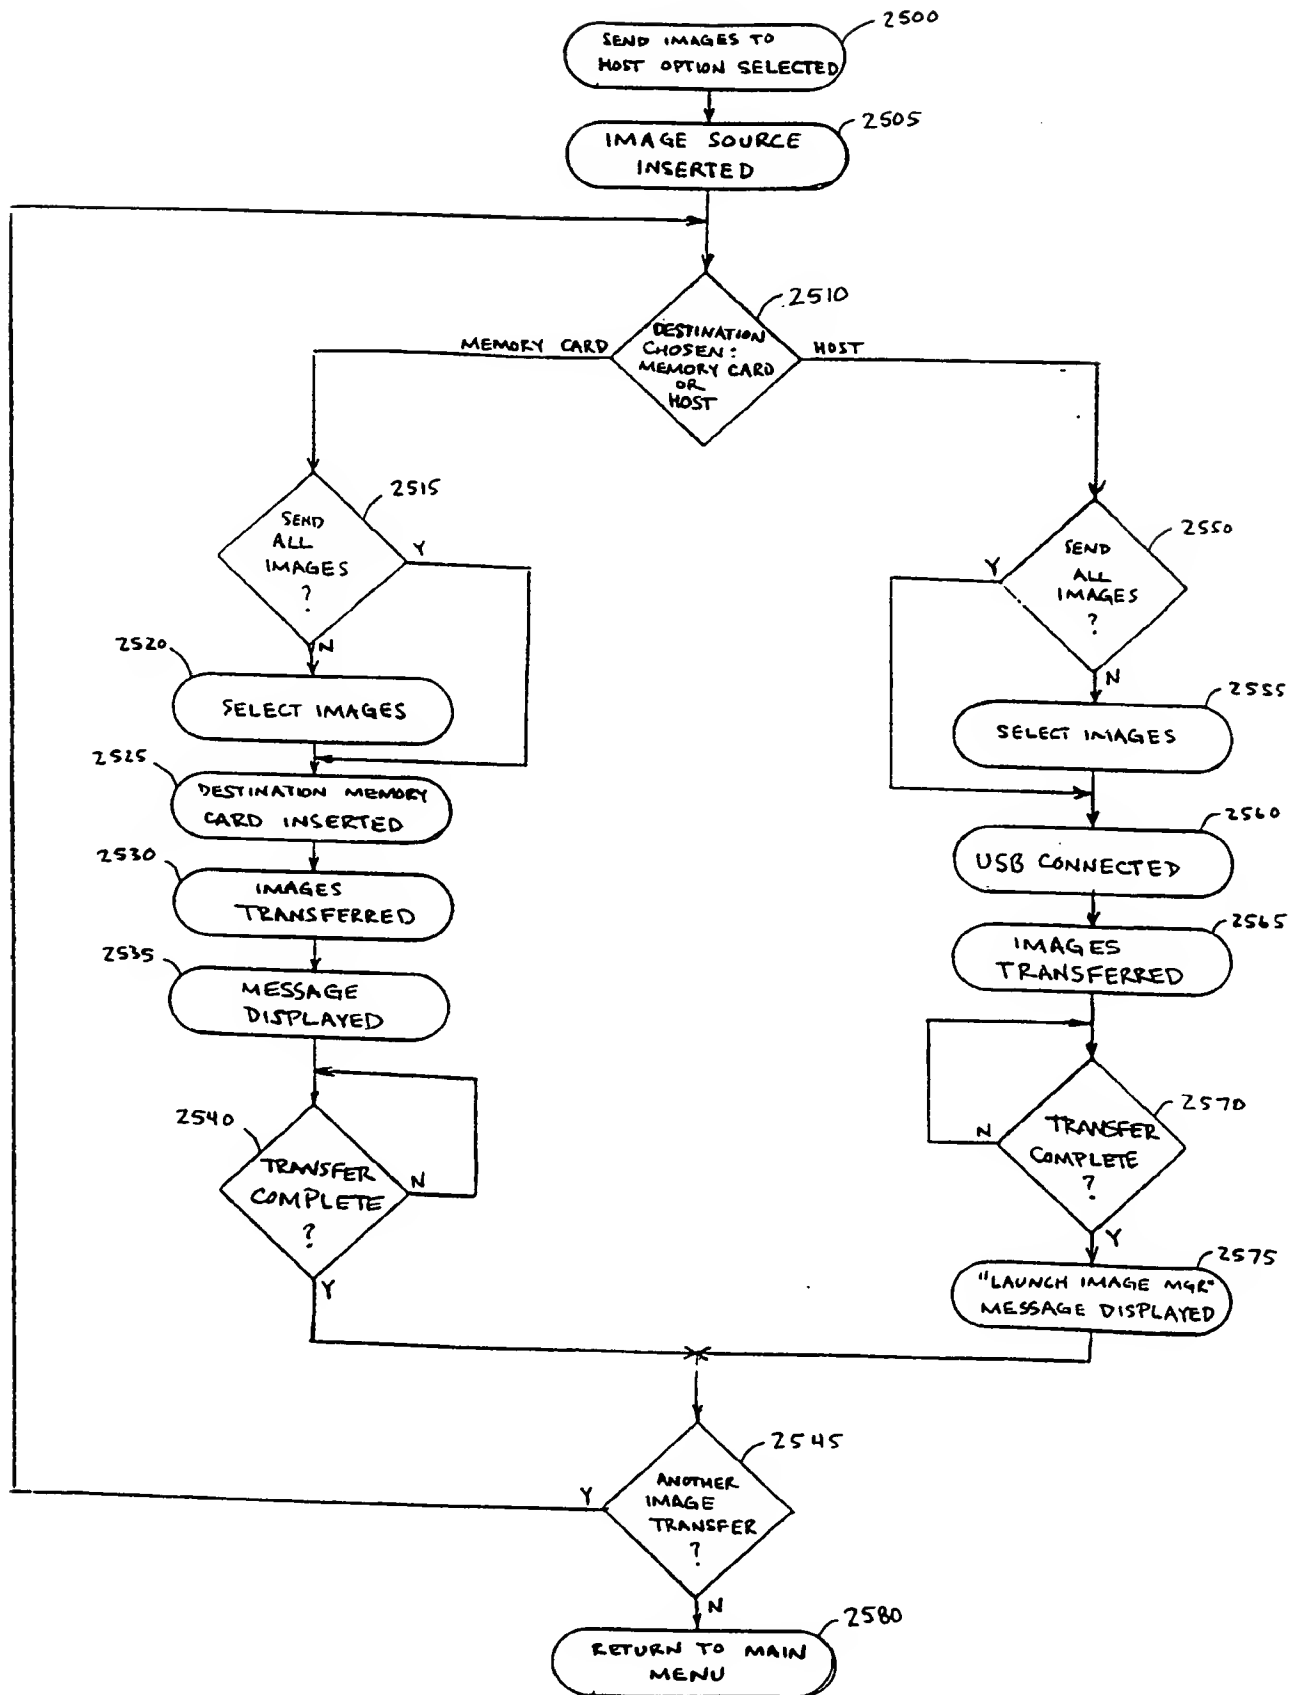 2500
SEND IMAGES TO
HOST OPTION SELECTED
2505
IMAGE SOURCE
INSERTED
2510
DESTINATION
CHOSEN:
MEMORY CARD
OR
HOST
MEMORY CARD
HOST
2515
SEND
ALL
IMAGES
?
Y
N
2520
SELECT IMAGES
2525
DESTINATION MEMORY
CARD INSERTED
2530
IMAGES
TRANSFERRED
2535
MESSAGE
DISPLAYED
2540
TRANSFER
COMPLETE
?
N
Y
2550
SEND
ALL
IMAGES
?
Y
N
2555
SELECT IMAGES
2560
USB CONNECTED
2565
IMAGES
TRANSFERRED
2570
TRANSFER
COMPLETE
?
N
Y
2575
"LAUNCH IMAGE MGR"
MESSAGE DISPLAYED
2545
ANOTHER
IMAGE
TRANSFER
?
Y
N
2580
RETURN TO MAIN
MENU